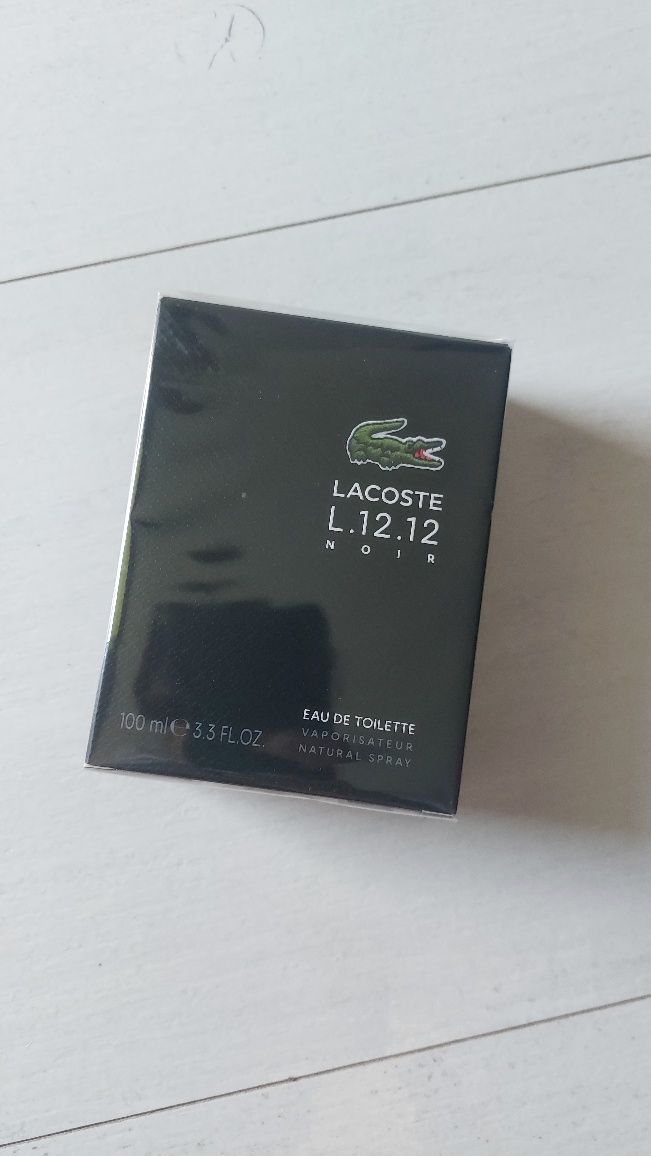 LACOSTE
L.12.12
NOIR
100 ml ℮ 3.3 FL.OZ.
EAU DE TOILETTE
VAPORISATEUR
NATURAL SPRAY